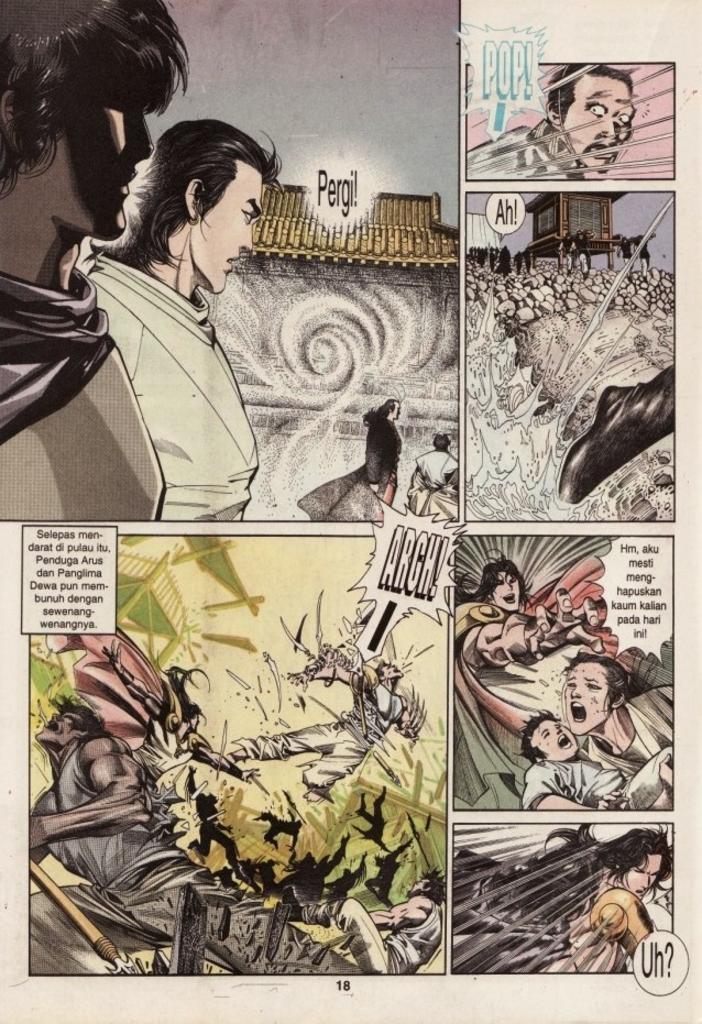 Pergi!
POP!
Ah!
Selepas men-
darat di pulau itu,
Penduga Arus
dan Panglima
Dewa pun mem-
bunuh dengan
sewenang-
wenangnya.
ARGH!
Hm, aku
mesti
meng-
hapuskan
kaum kalian
pada hari
ini!
Uh?
18